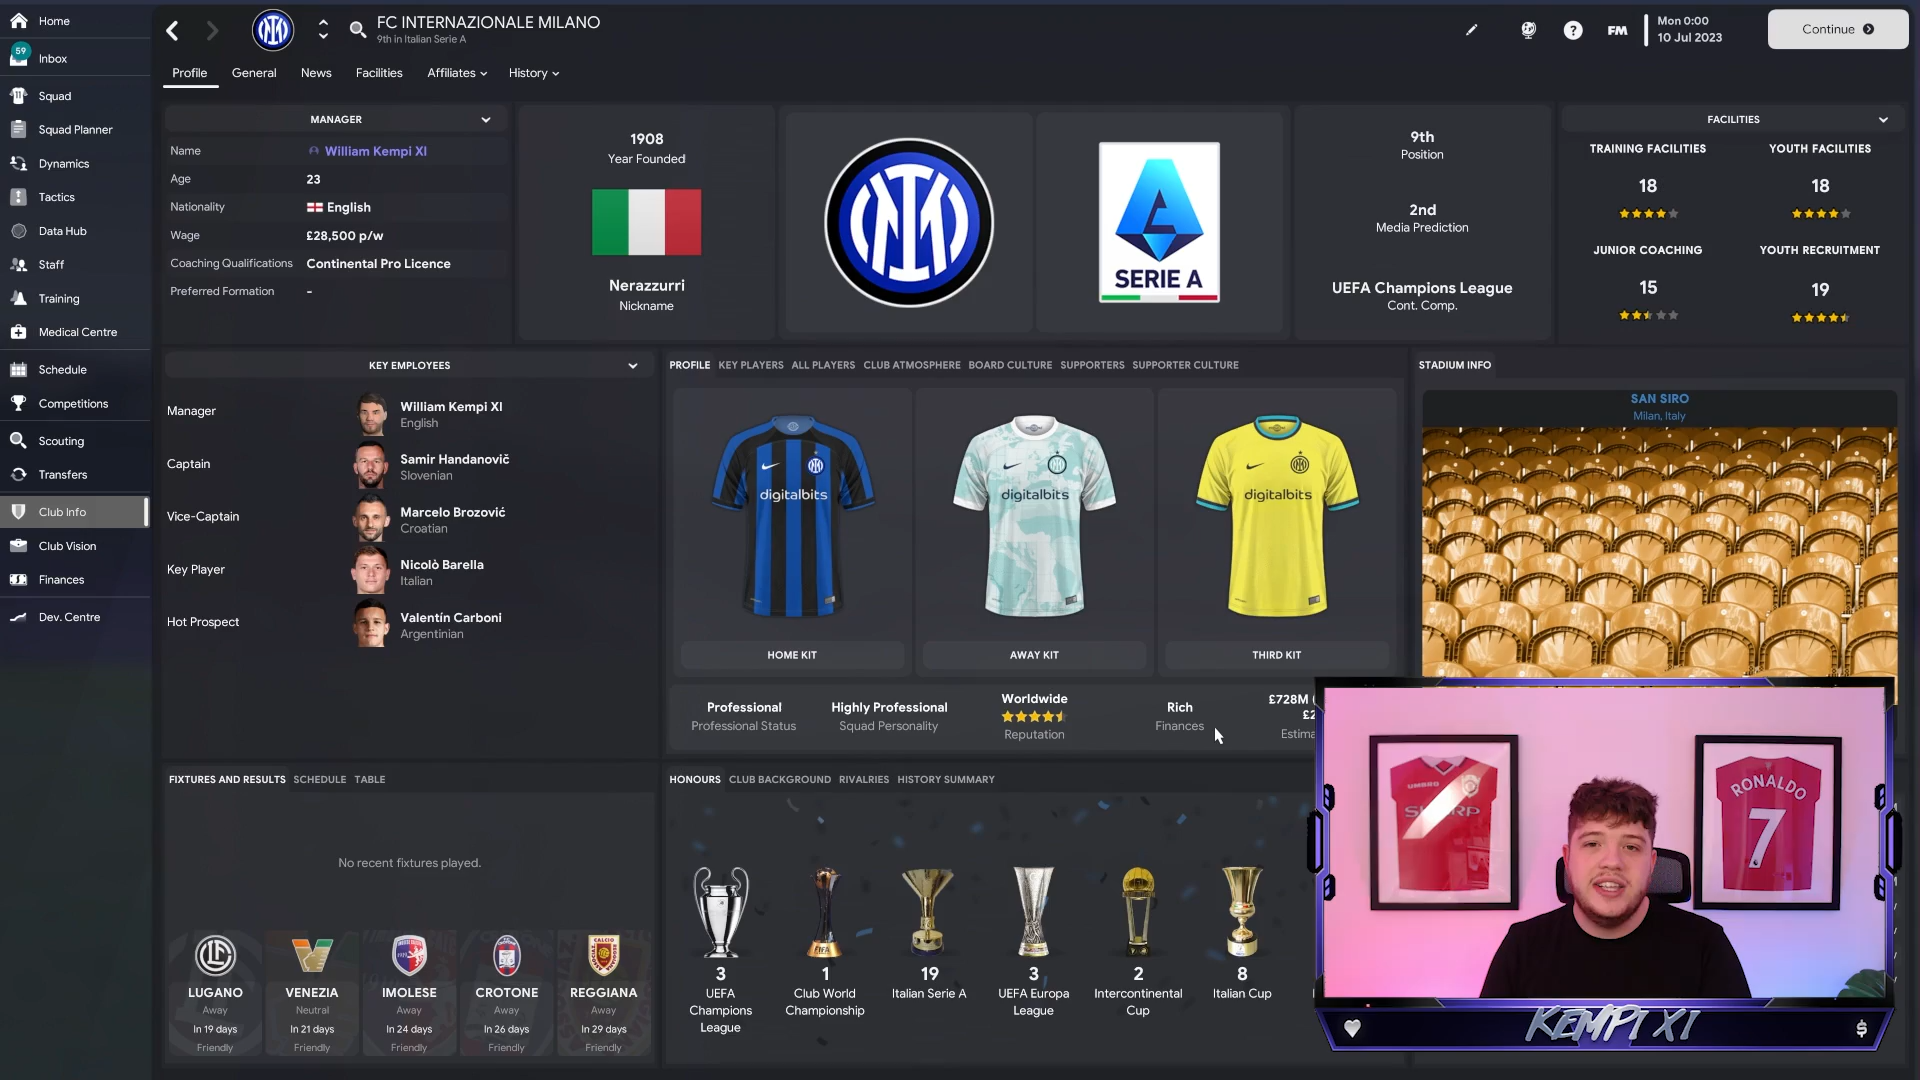 Home
59
Inbox
Squad
Squad Planner
Dynamics
Tactics
Data Hub
Staff
Training
Medical Centre
Schedule
Competitions
Scouting
Transfers
Club Info
Club Vision
Finances
Dev. Centre
FC INTERNAZIONALE MILANO
9th in Italian Serie A
FM
Mon 0:00
10 Jul 2023
Continue
Profile General News Facilities Affiliates History
MANAGER
Name William Kempi XI
Age 23
Nationality English
Wage £28,500 p/w
Coaching Qualifications Continental Pro Licence
Preferred Formation -
1908
Year Founded
Nerazzurri
Nickname
SERIE A
9th
Position
2nd
Media Prediction
UEFA Champions League
Cont. Comp.
FACILITIES
TRAINING FACILITIES YOUTH FACILITIES
18 18
JUNIOR COACHING YOUTH RECRUITMENT
15 19
KEY EMPLOYEES
Manager William Kempi XI
English
Captain Samir Handanovič
Slovenian
Vice-Captain Marcelo Brozović
Croatian
Key Player Nicolò Barella
Italian
Hot Prospect Valentín Carboni
Argentinian
PROFILE KEY PLAYERS ALL PLAYERS CLUB ATMOSPHERE BOARD CULTURE SUPPORTERS SUPPORTER CULTURE
digitalbits digitalbits digitalbits
HOME KIT AWAY KIT THIRD KIT
Professional
Professional Status
Highly Professional
Squad Personality
Worldwide
Reputation
Rich
Finances
£728M
£2
Estima
STADIUM INFO
SAN SIRO
Milan, Italy
FIXTURES AND RESULTS SCHEDULE TABLE
No recent fixtures played.
LUGANO
Away
In 19 days
Friendly
VENEZIA
Neutral
In 21 days
Friendly
IMOLESE
Away
In 24 days
Friendly
CROTONE
Away
In 26 days
Friendly
REGGIANA
Away
In 29 days
Friendly
HONOURS CLUB BACKGROUND RIVALRIES HISTORY SUMMARY
FIFA
3
UEFA
Champions
League
1
Club World
Championship
19
Italian Serie A
3
UEFA Europa
League
2
Intercontinental
Cup
8
Italian Cup
UMBRO
SHARP
RONALDO
7
KEMPI XI
$